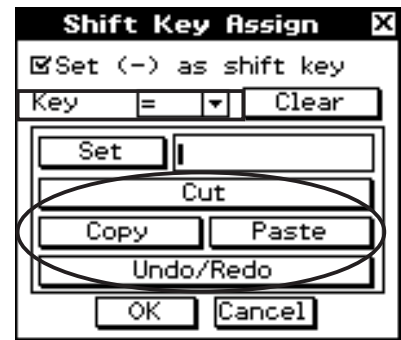 Shift Key Assign X
Set (-) as shift key
Key = Clear
Set
Cut
Copy Paste
Undo/Redo
OK Cancel